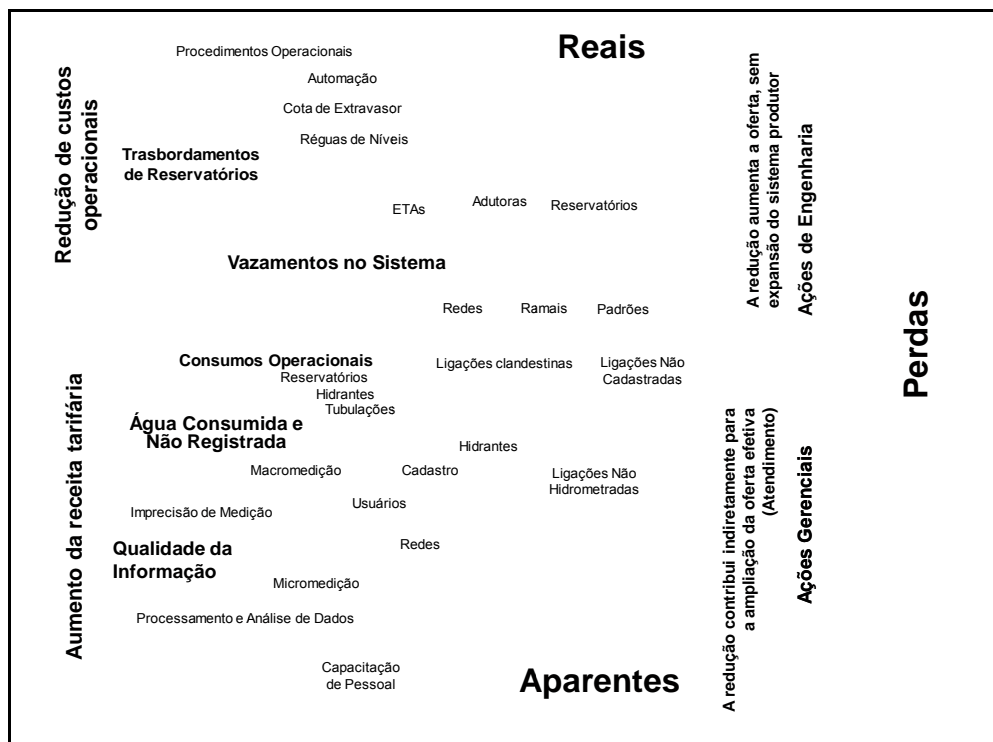 Reais
Procedimentos Operacionais
Automação
Cota de Extravasor
Réguas de Níveis
Trasbordamentos
de Reservatórios
Redução de custos
operacionais
ETAs
Adutoras
Reservatórios
A redução aumenta a oferta, sem
expansão do sistema produtor
Ações de Engenharia
Vazamentos no Sistema
Redes
Ramais
Padrões
Perdas
Consumos Operacionais
Reservatórios
Hidrantes
Tubulações
Ligações clandestinas
Ligações Não
Cadastradas
Água Consumida e
Não Registrada
Hidrantes
Ligações Não
Hidrometradas
Aumento da receita tarifária
Macromedição
Cadastro
Usuários
Imprecisão de Medição
Redes
Qualidade da
Informação
Micromedição
Processamento e Análise de Dados
Capacitação
de Pessoal
A redução contribui indiretamente para
a ampliação da oferta efetiva
(Atendimento)
Ações Gerenciais
Aparentes